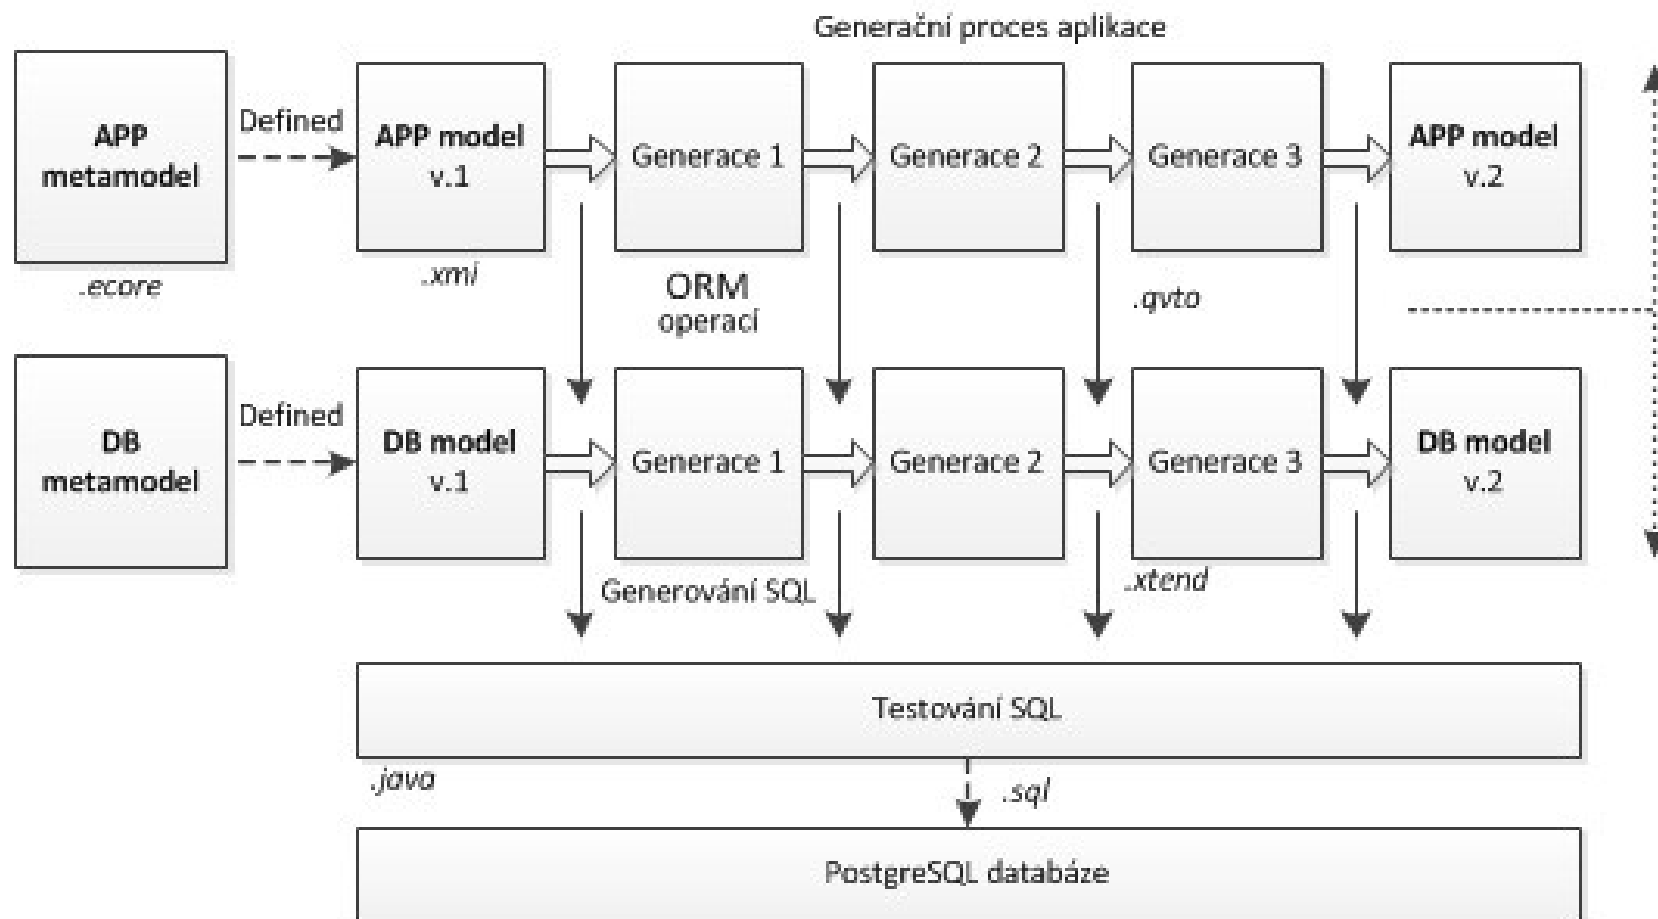 Generační proces aplikace
APP
metamodel
Defined
APP model
v.1
Generace 1
Generace 2
Generace 3
APP model
v.2
.ecore
.xmi
ORM
operací
.qvto
DB
metamodel
Defined
DB model
v.1
Generace 1
Generace 2
Generace 3
DB model
v.2
Generování SQL
.xtend
Testování SQL
.java
.sql
PostgreSQL databáze